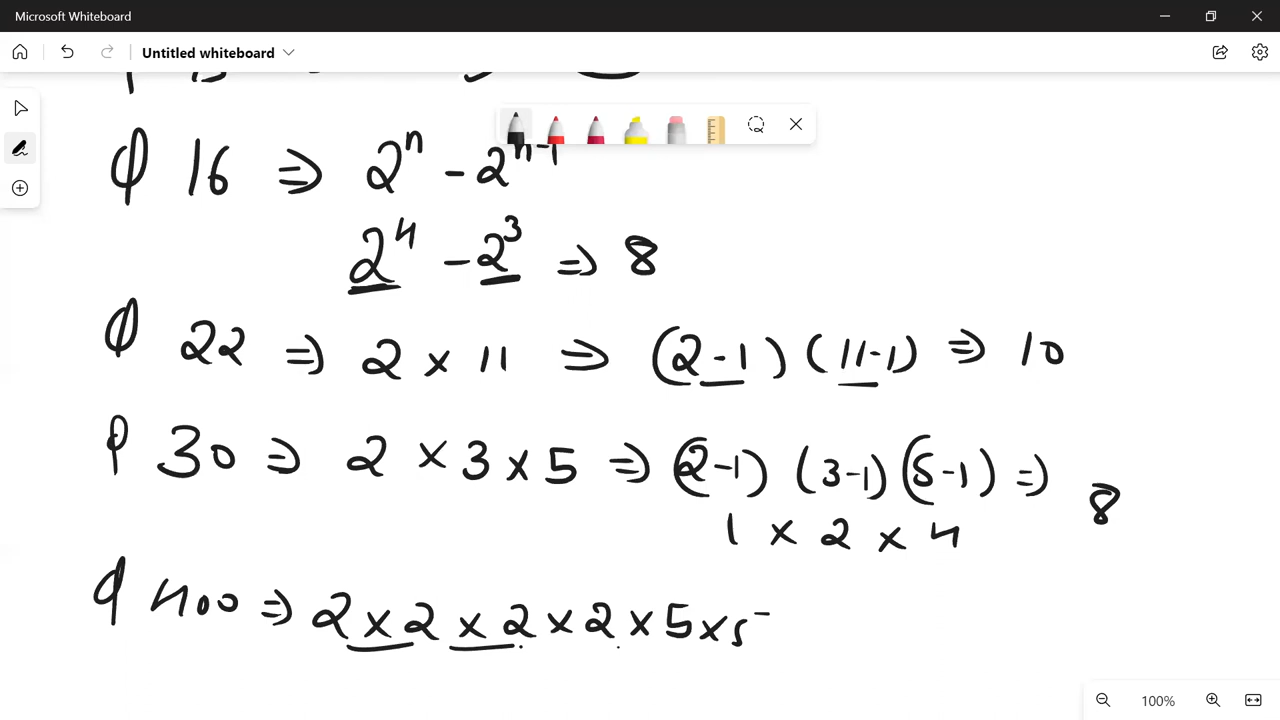 Microsoft Whiteboard
Untitled whiteboard
ϕ 16 ⇒ 2ⁿ - 2ⁿ⁻¹
2⁴ - 2³ ⇒ 8
ϕ 22 ⇒ 2 × 11 ⇒ (2-1) (11-1) ⇒ 10
ϕ 30 ⇒ 2 × 3 × 5 ⇒ (2-1) (3-1) (5-1) ⇒ 8
1 × 2 × 4
ϕ 400 ⇒ 2 × 2 × 2 × 2 × 5 × 5
100%